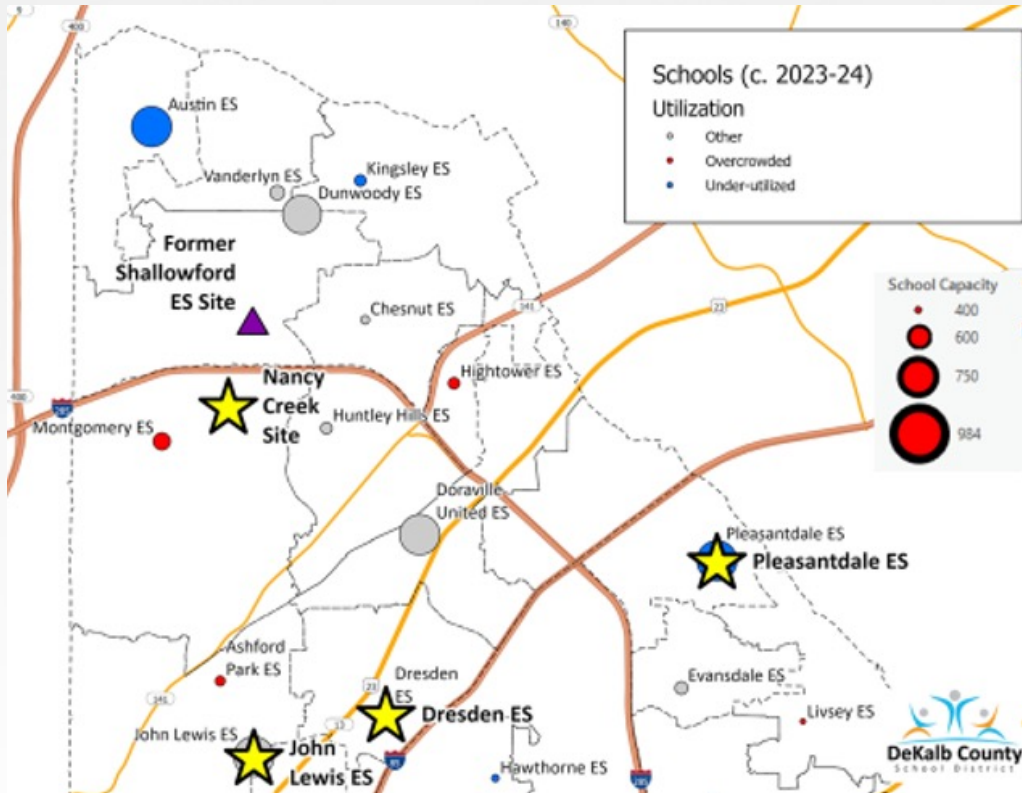 9
400
140
Schools (c. 2023-24)
Utilization
Other
Overcrowded
Under-utilized
Austin ES
Vanderlyn ES
Kingsley ES
Dunwoody ES
Former
Shallowford
ES Site
Chesnut ES
141
23
School Capacity
400
600
750
984
Nancy
Creek
Site
Hightower ES
400
285
Montgomery ES
Huntley Hills ES
Doraville
United ES
Pleasantdale ES
Pleasantdale ES
Ashford
Park ES
Dresden
ES
Evansdale ES
141
23
13
Dresden ES
Livsey ES
John Lewis ES
John
Lewis ES
85
Hawthorne ES
285
DeKalb County
School District